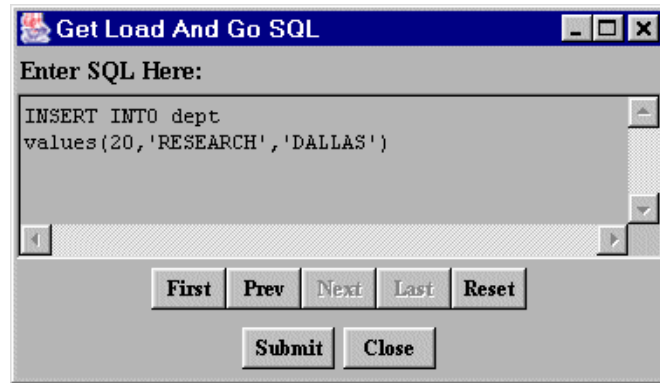 Get Load And Go SQL
Enter SQL Here:
INSERT INTO dept
values(20,'RESEARCH','DALLAS')
First Prev Next Last Reset
Submit Close